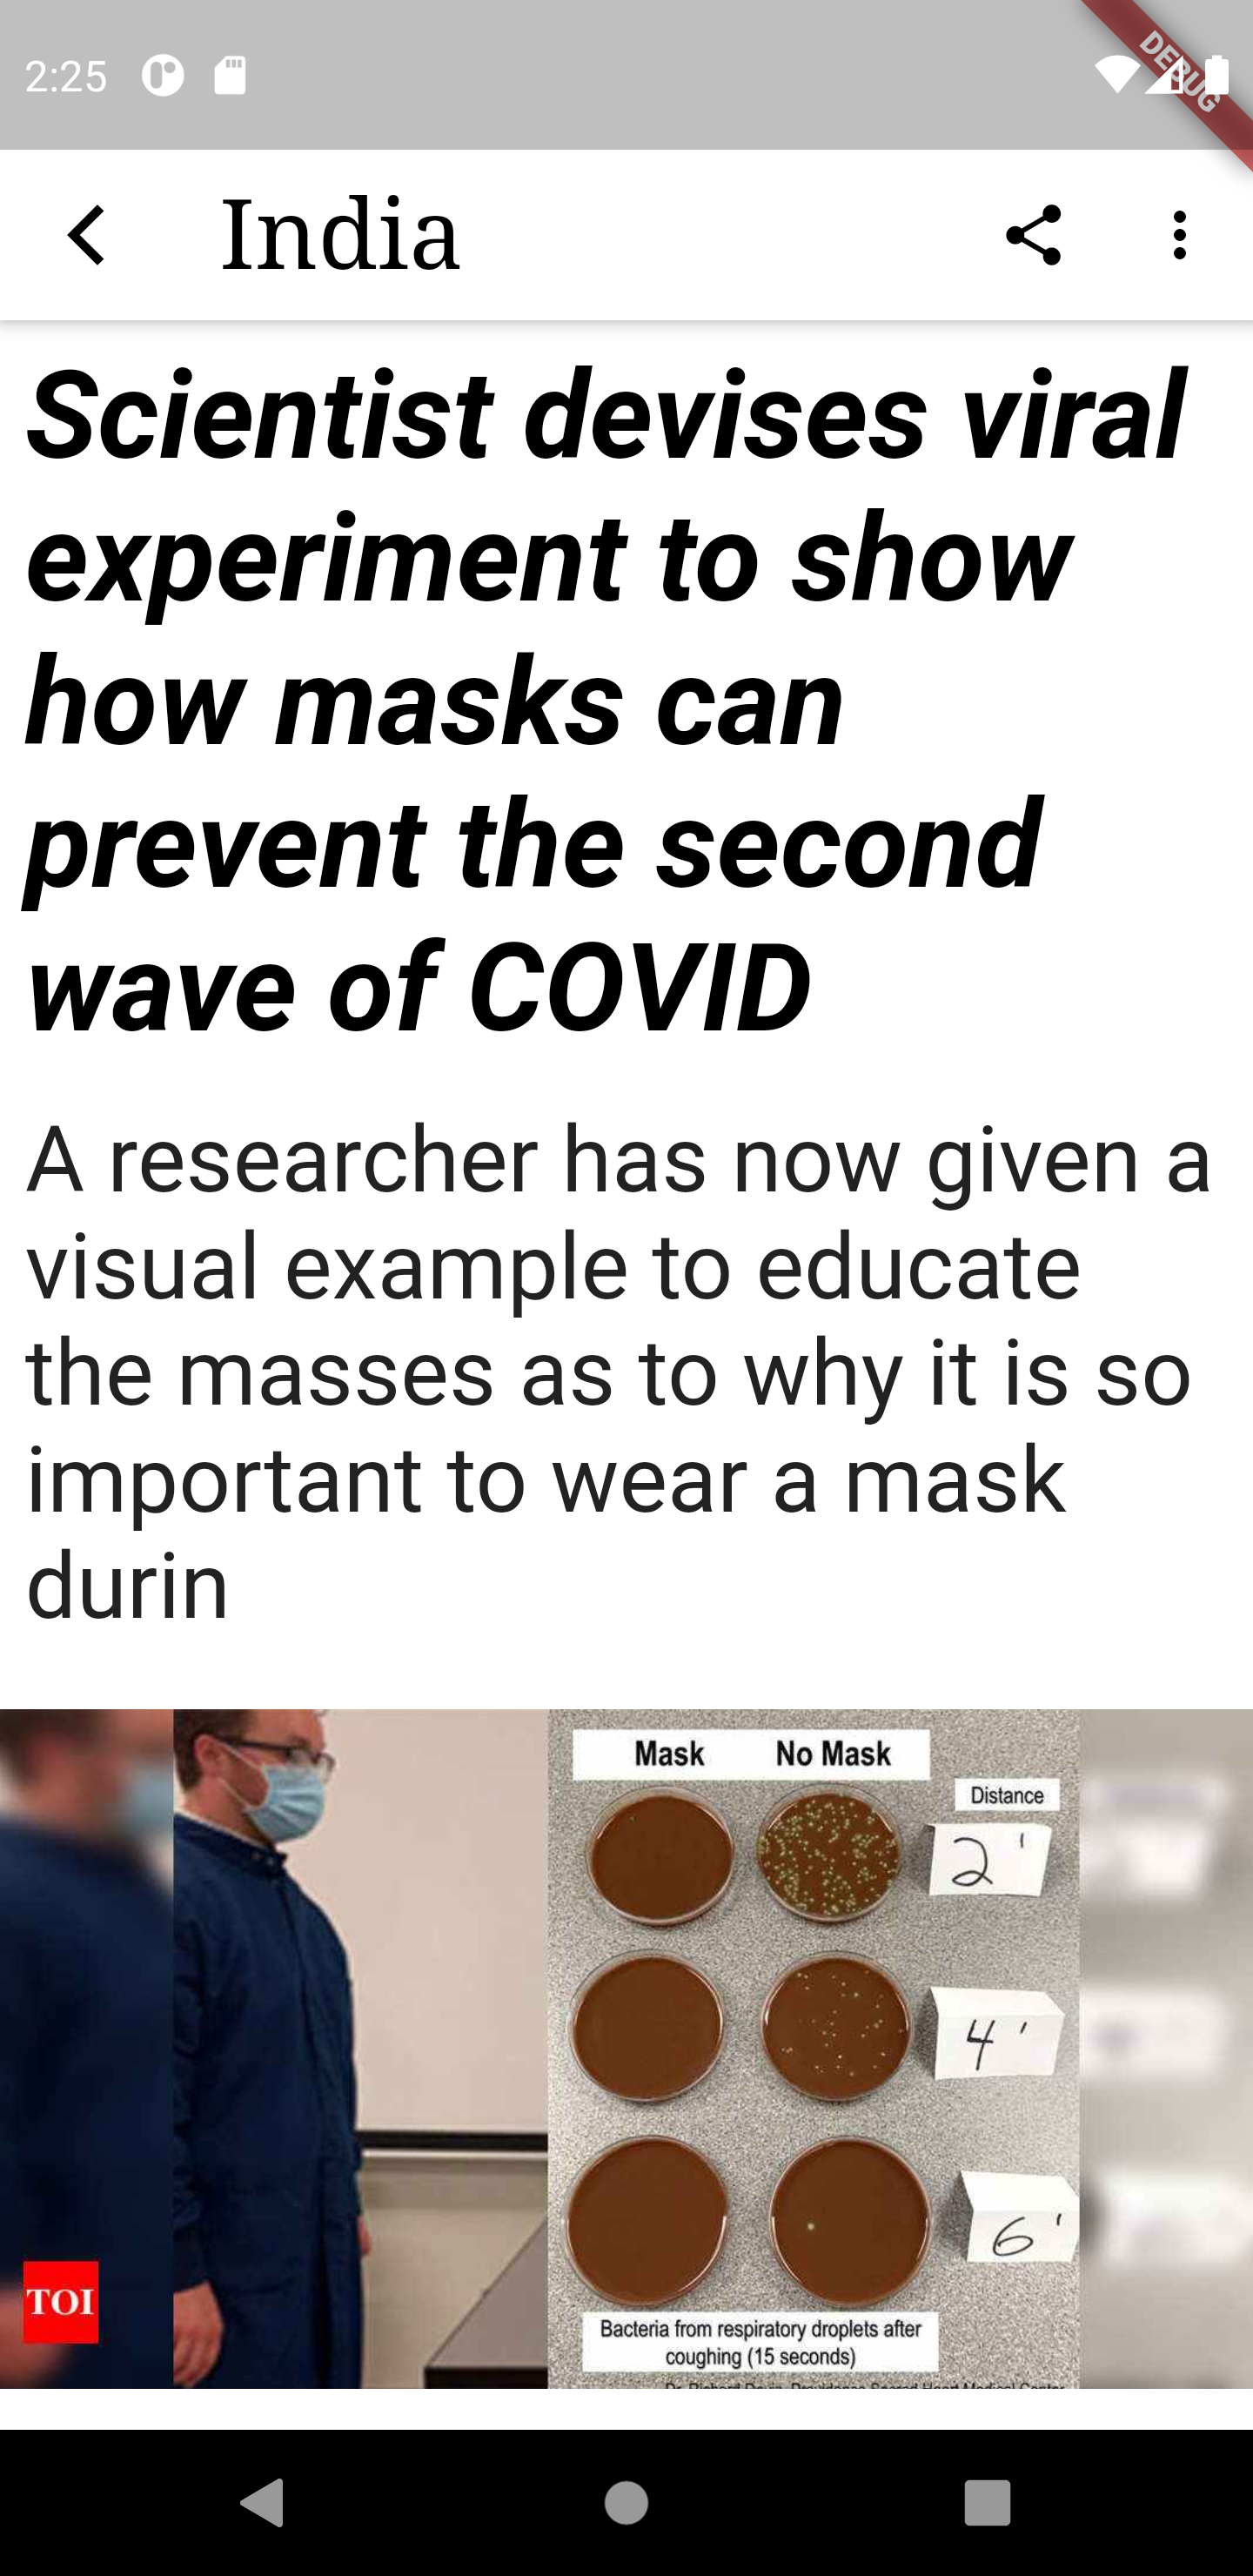 2:25
DEBUG
India
Scientist devises viral
experiment to show
how masks can
prevent the second
wave of COVID
A researcher has now given a
visual example to educate
the masses as to why it is so
important to wear a mask
durin
Mask No Mask
Distance
2'
4'
6'
TOI
Bacteria from respiratory droplets after
coughing (15 seconds)